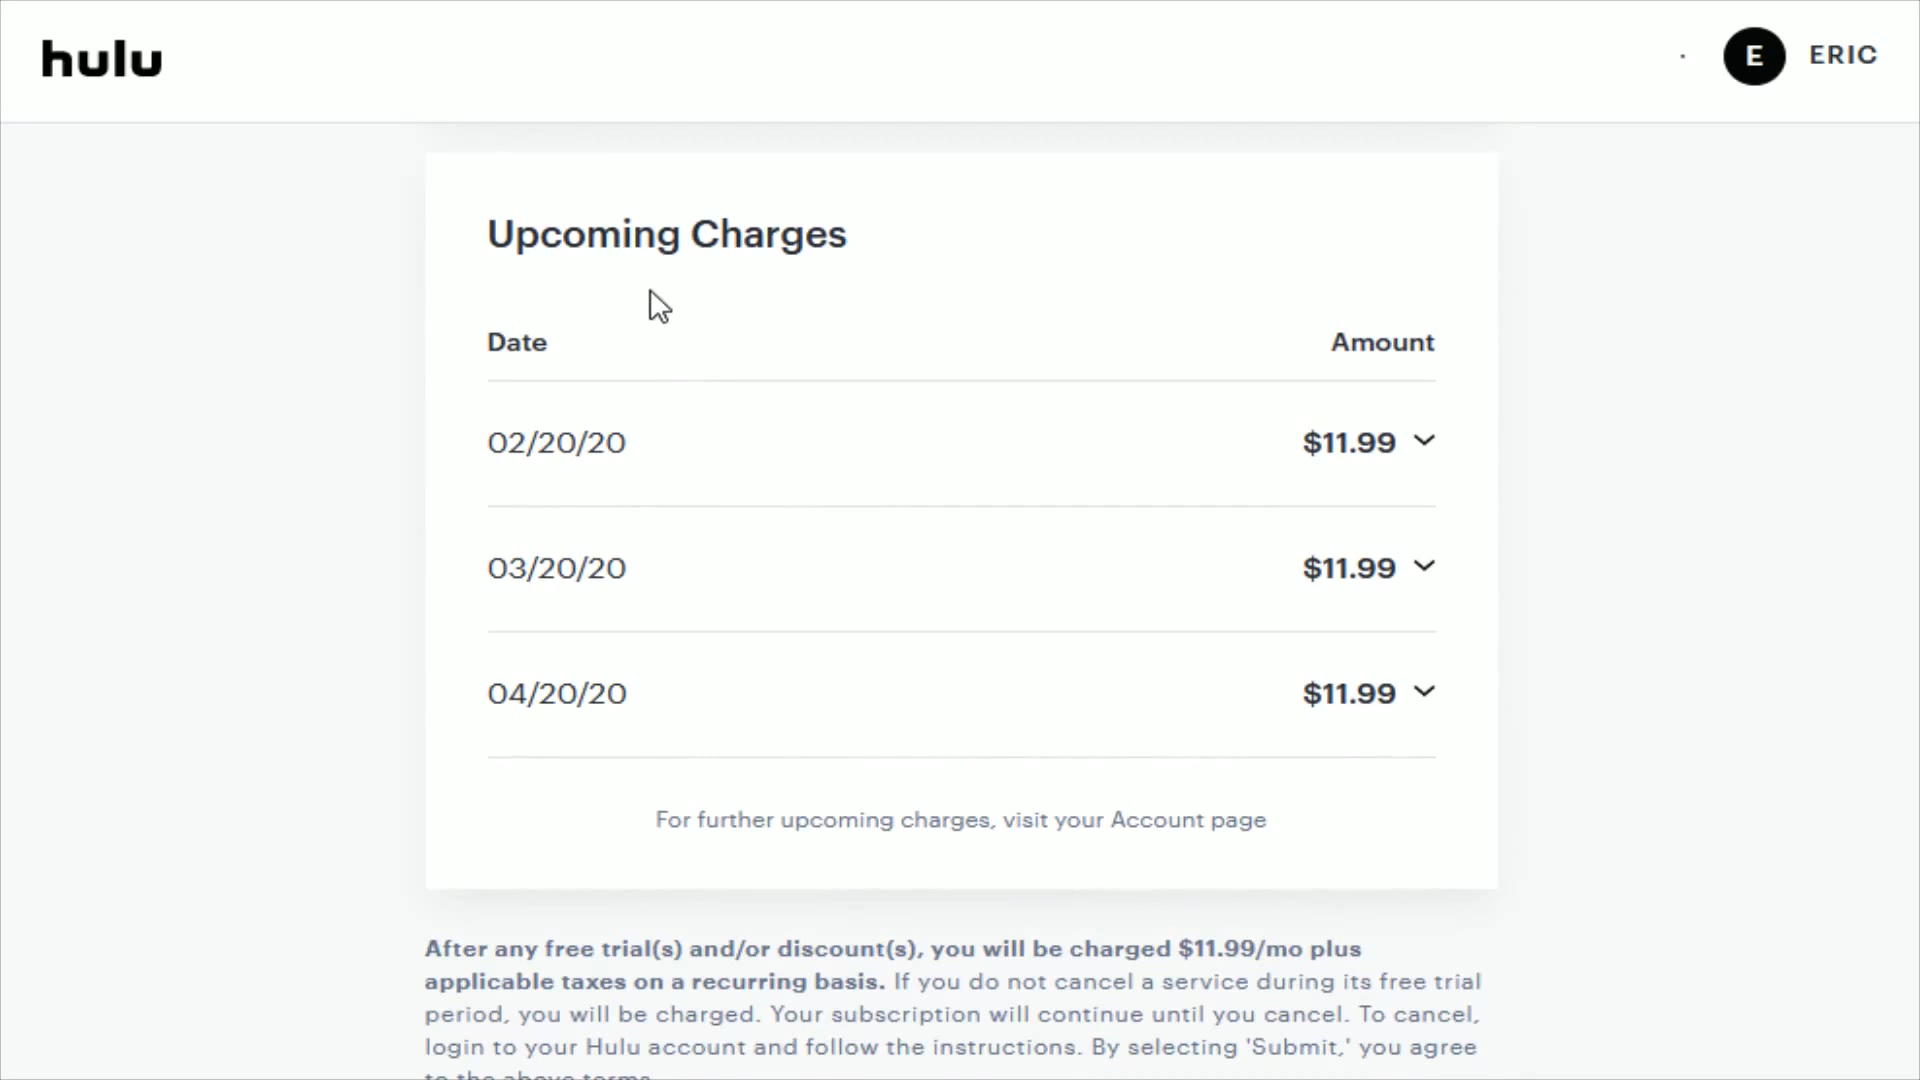 hulu
E ERIC
Upcoming Charges
Date Amount
02/20/20 $11.99
03/20/20 $11.99
04/20/20 $11.99
For further upcoming charges, visit your Account page
After any free trial(s) and/or discount(s), you will be charged $11.99/mo plus
applicable taxes on a recurring basis. If you do not cancel a service during its free trial
period, you will be charged. Your subscription will continue until you cancel. To cancel,
login to your Hulu account and follow the instructions. By selecting 'Submit,' you agree
to the above terms.